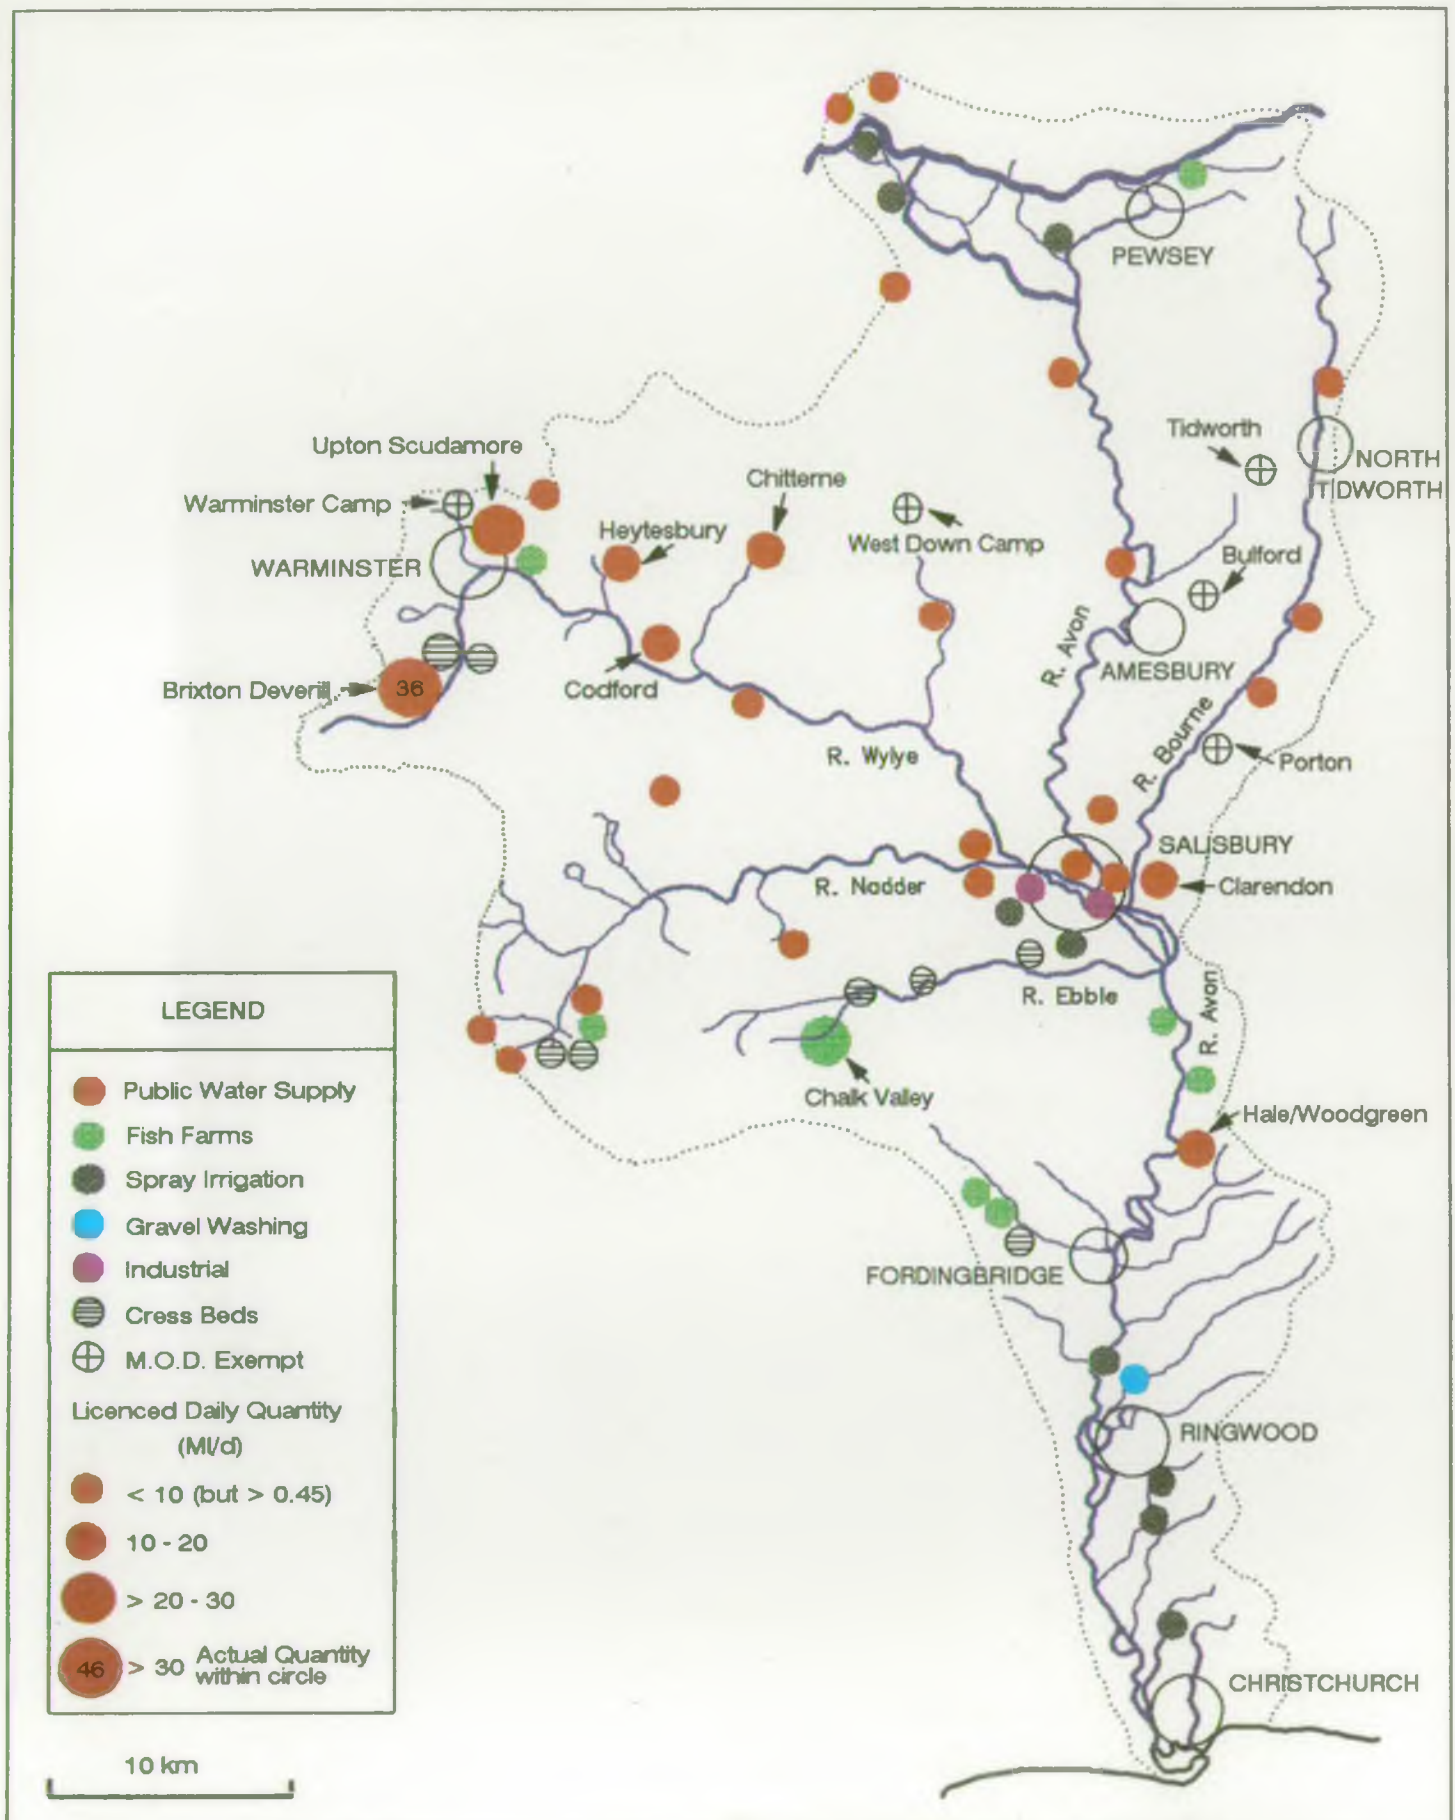 PEWSEY
Tidworth
NORTH
TIDWORTH
Upton Scudamore
Warminster Camp
Chitterne
Heytesbury
West Down Camp
WARMINSTER
Bulford
R. Avon
AMESBURY
Codford
Brixton Deverill
36
R. Bourne
R. Wylye
Porton
SALISBURY
R. Nadder
Clarendon
R. Ebble
R. Avon
Chalk Valley
Hale/Woodgreen
FORDINGBRIDGE
RINGWOOD
CHRISTCHURCH
LEGEND
Public Water Supply
Fish Farms
Spray Irrigation
Gravel Washing
Industrial
Cress Beds
M.O.D. Exempt
Licenced Daily Quantity
(Ml/d)
< 10 (but > 0.45)
10 - 20
> 20 - 30
46 > 30 Actual Quantity
within circle
10 km